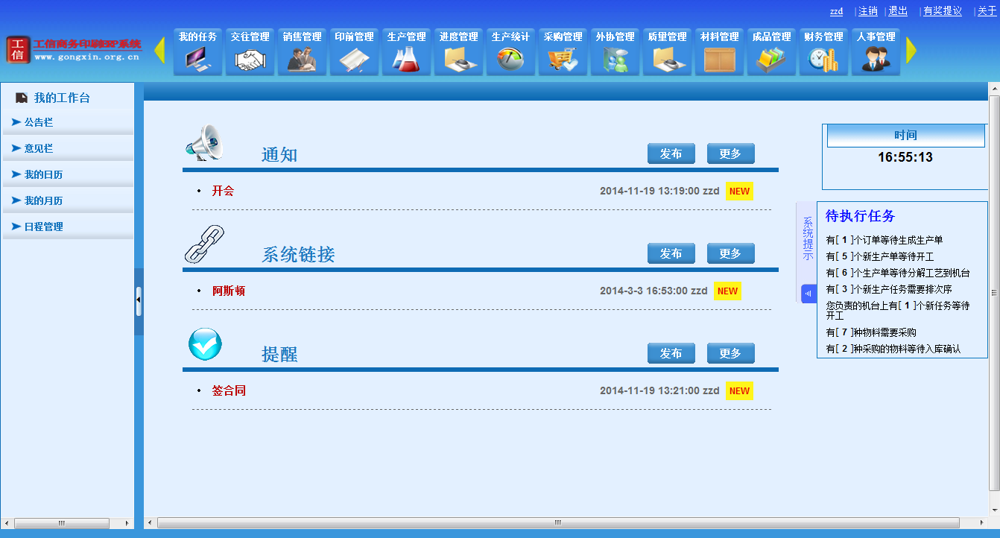 zzd |注销 |退出 |有奖提议 |关于
工信
工信商务印刷ERP系统
www.gongxin.org.cn
我的任务 交往管理 销售管理 印前管理 生产管理 进度管理 生产统计 采购管理 外协管理 质量管理 材料管理 成品管理 财务管理 人事管理
我的工作台
公告栏
意见栏
我的日历
我的月历
日程管理
通知 发布 更多
开会 2014-11-19 13:19:00 zzd NEW
系统链接 发布 更多
阿斯顿 2014-3-3 16:53:00 zzd NEW
提醒 发布 更多
签合同 2014-11-19 13:21:00 zzd NEW
时间
16:55:13
系统提示
待执行任务
有[ 1 ]个订单等待生成生产单
有[ 5 ]个新生产单等待开工
有[ 6 ]个生产单等待分解工艺到机台
有[ 3 ]个新生产任务需要排次序
您负责的机台上有[ 1 ]个新任务等待
开工
有[ 7 ]种物料需要采购
有[ 2 ]种采购的物料等待入库确认